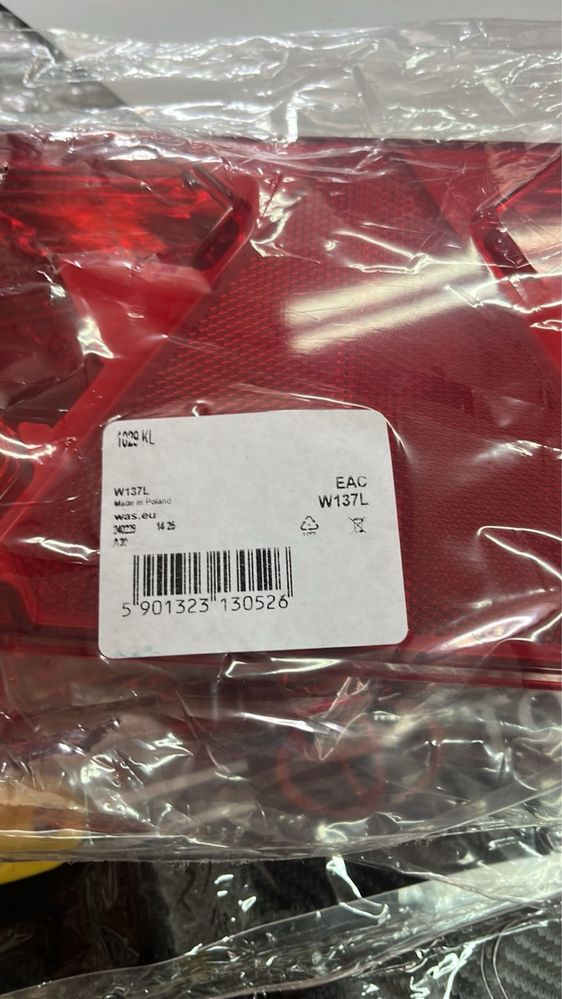 1029 KL
W137L
EAC
Made in Poland
W137L
was.eu
14 25
5 901323 130526